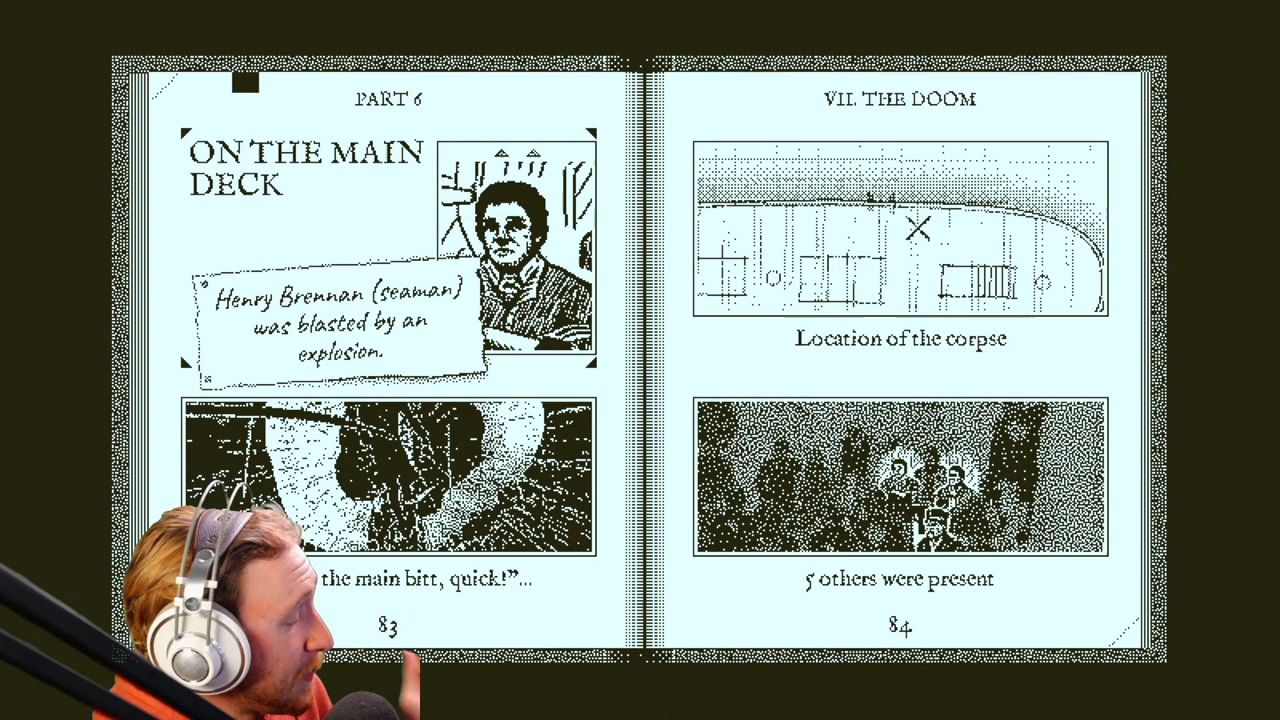 PART 6
ON THE MAIN
DECK
Henry Brennan (seaman)
was blasted by an
explosion.
the main bitt, quick!”...
83
VII. THE DOOM
Location of the corpse
5 others were present
84